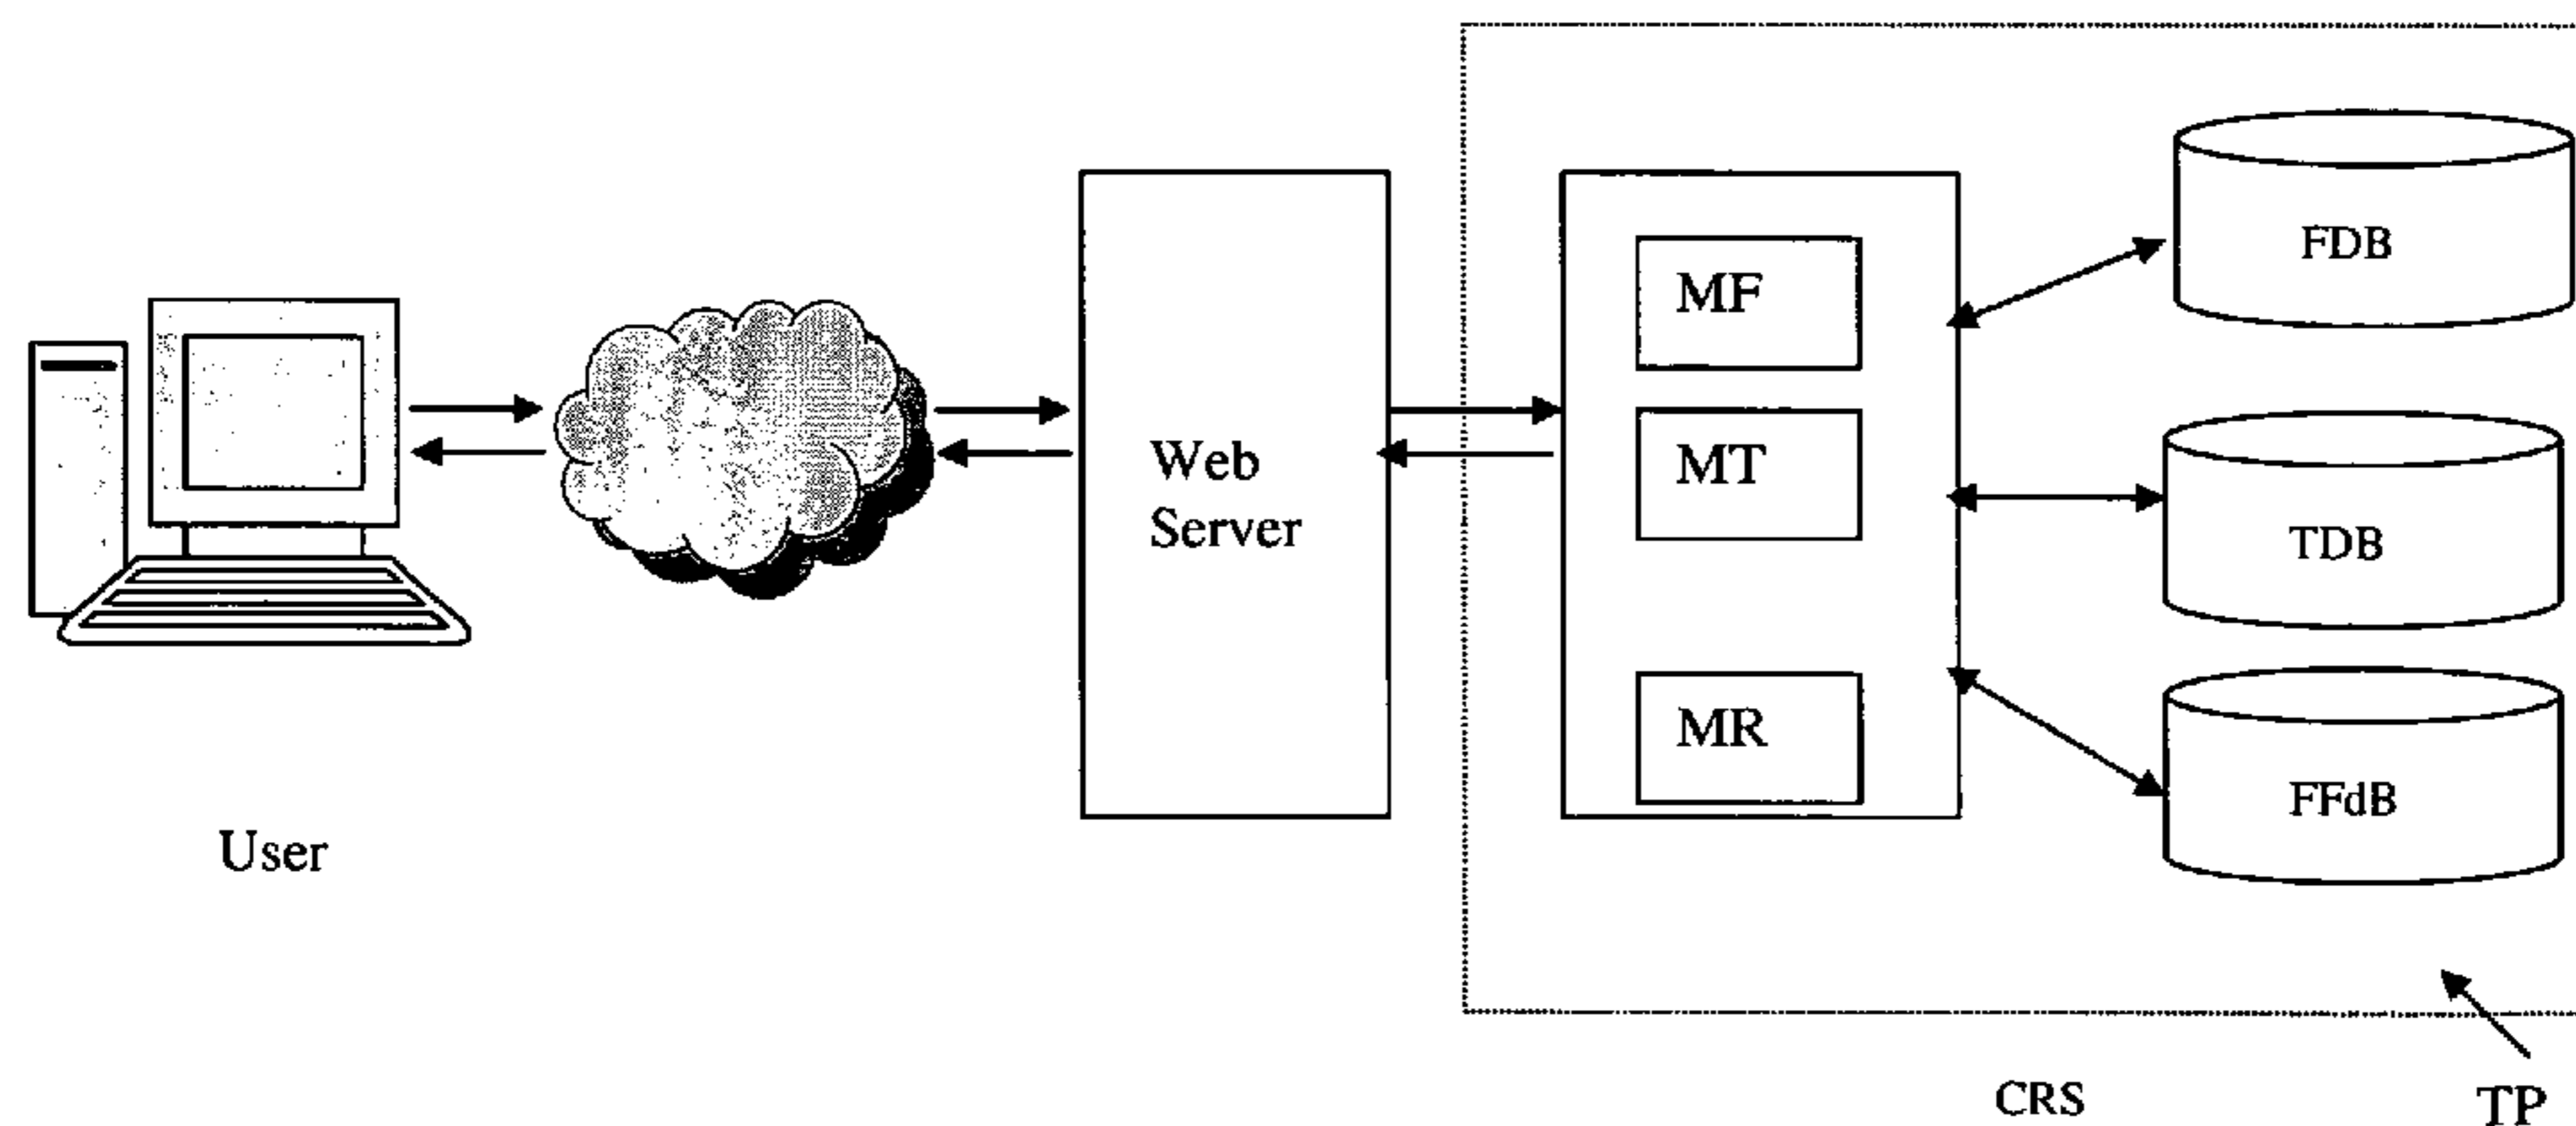 User
Web
Server
MF
MT
MR
FDB
TDB
FFdB
CRS
TP